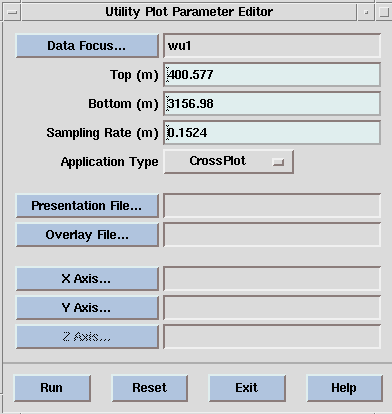 Utility Plot Parameter Editor
Data Focus... wu1
Top (m) 400.577
Bottom (m) 3156.98
Sampling Rate (m) 0.1524
Application Type CrossPlot
Presentation File...
Overlay File...
X Axis...
Y Axis...
Z Axis...
Run Reset Exit Help